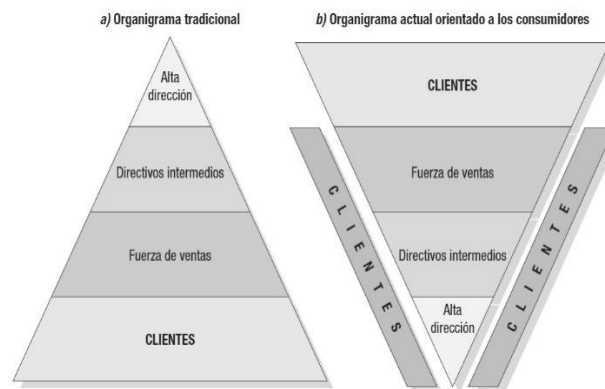 a) Organigrama tradicional
Alta
dirección
Directivos intermedios
Fuerza de ventas
CLIENTES
b) Organigrama actual orientado a los consumidores
CLIENTES
Fuerza de ventas
Directivos intermedios
Alta
dirección
CLIENTES
CLIENTES